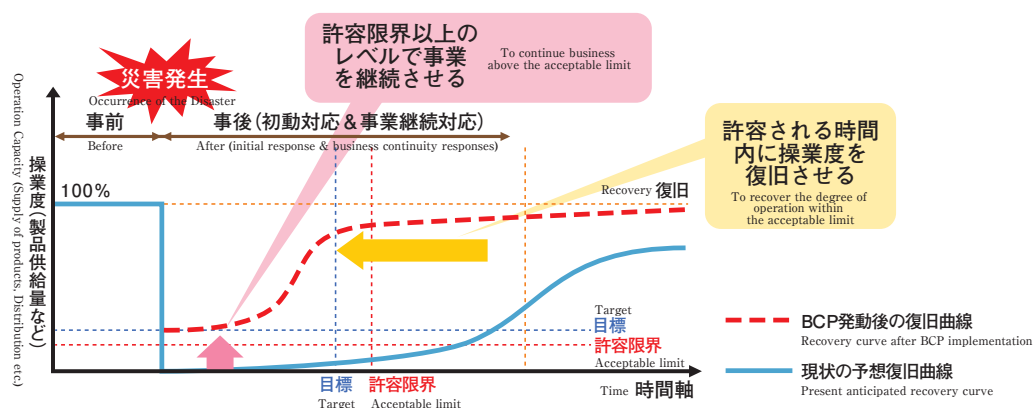 災害発生
Occurrence of the Disaster
許容限界以上の
レベルで事業
を継続させる
To continue business
above the acceptable limit
事前
Before
事後(初動対応&事業継続対応)
After (initial response & business continuity responses)
許容される時間
内に操業度を
復旧させる
To recover the degree of
operation within
the acceptable limit
操業度(製品供給量など)
Operation Capacity (Supply of products, Distribution etc.)
100%
Recovery 復旧
Target
目標
許容限界
Acceptable limit
BCP発動後の復旧曲線
Recovery curve after BCP implementation
現状の予想復旧曲線
Present anticipated recovery curve
目標
Target
許容限界
Acceptable limit
Time 時間軸